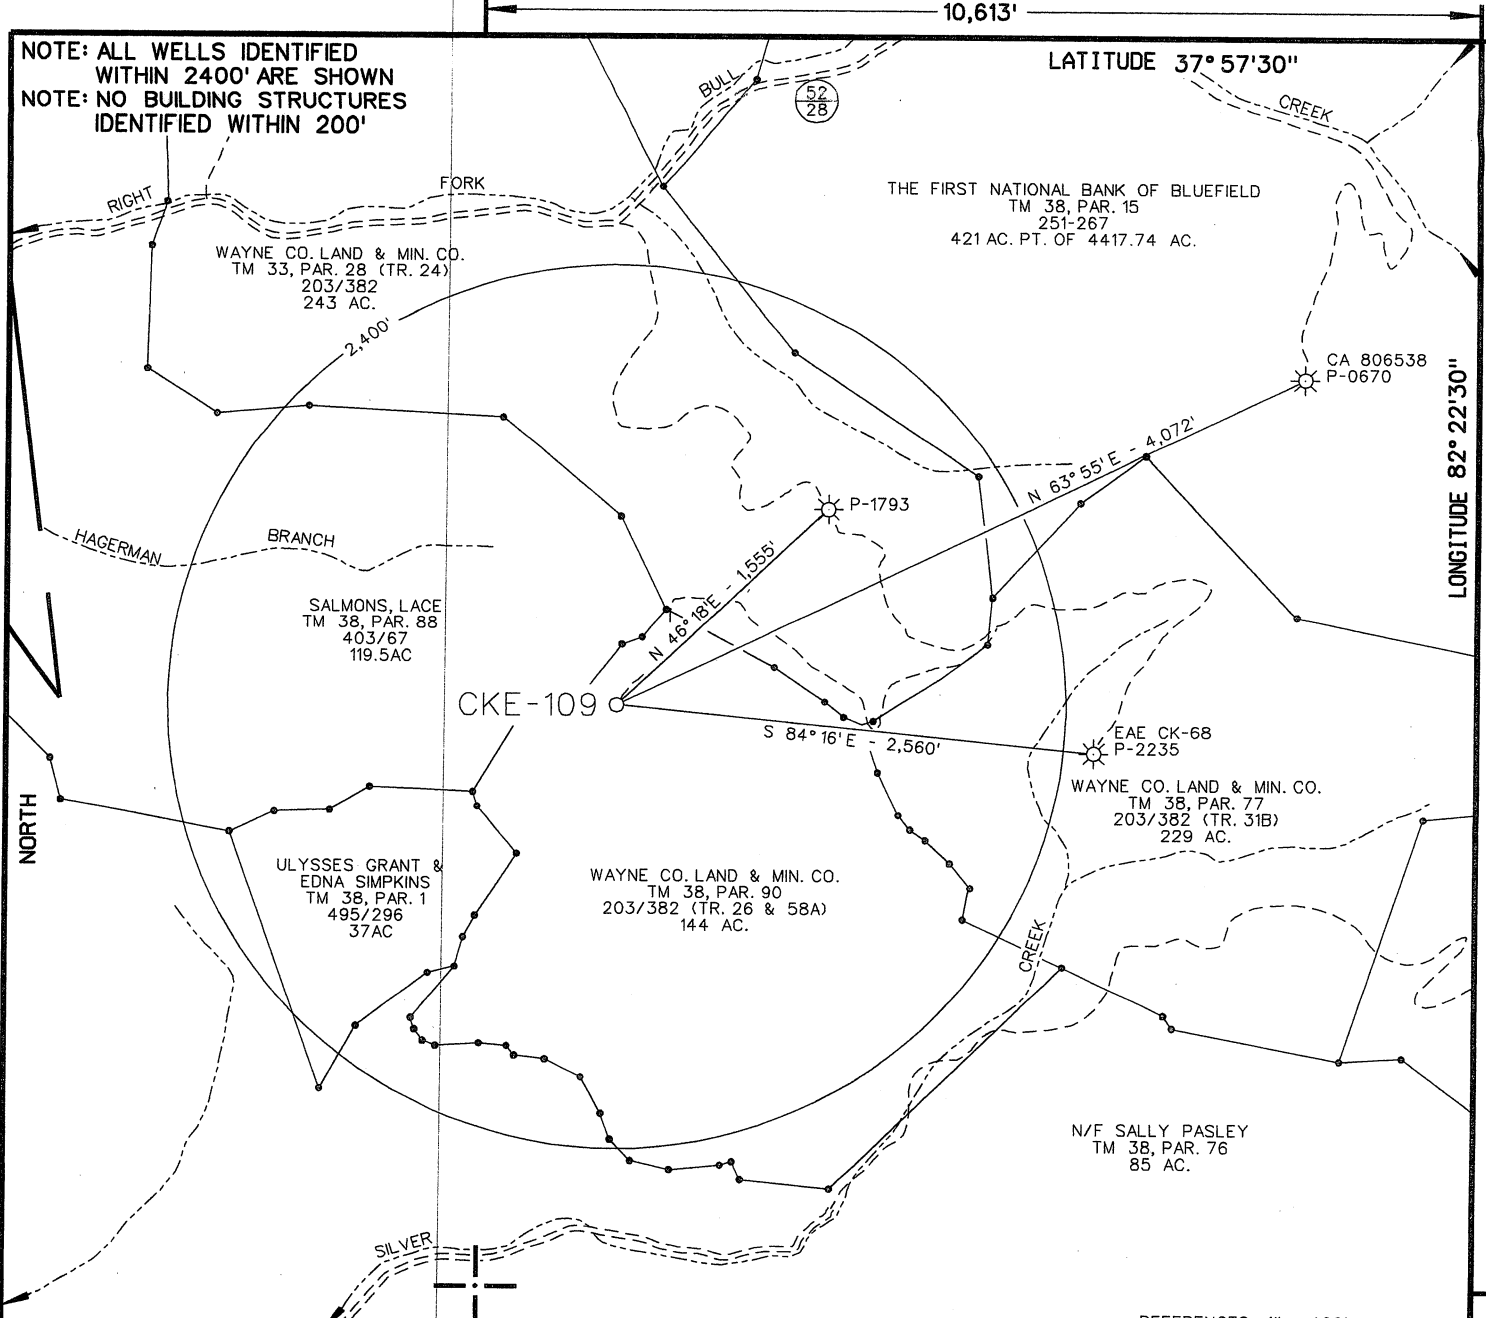 10,613'
NOTE: ALL WELLS IDENTIFIED
WITHIN 2400' ARE SHOWN
NOTE: NO BUILDING STRUCTURES
IDENTIFIED WITHIN 200'
LATITUDE 37°57'30"
BULL
52
28
CREEK
RIGHT
FORK
THE FIRST NATIONAL BANK OF BLUEFIELD
TM 38, PAR. 15
251-267
421 AC. PT. OF 4417.74 AC.
WAYNE CO. LAND & MIN. CO.
TM 33, PAR. 28 (TR. 24)
203/382
243 AC.
2,400'
CA 806538
P-0670
LONGITUDE 82°22'30"
N 63°55'E - 4,072'
P-1793
HAGERMAN
BRANCH
N 46°18'E - 1,555'
SALMONS, LACE
TM 38, PAR. 88
403/67
119.5AC
CKE-109
S 84°16'E - 2,560'
EAE CK-68
P-2235
WAYNE CO. LAND & MIN. CO.
TM 38, PAR. 77
203/382 (TR. 31B)
229 AC.
NORTH
ULYSSES GRANT &
EDNA SIMPKINS
TM 38, PAR. 1
495/296
37AC
WAYNE CO. LAND & MIN. CO.
TM 38, PAR. 90
203/382 (TR. 26 & 58A)
144 AC.
CREEK
N/F SALLY PASLEY
TM 38, PAR. 76
85 AC.
SILVER